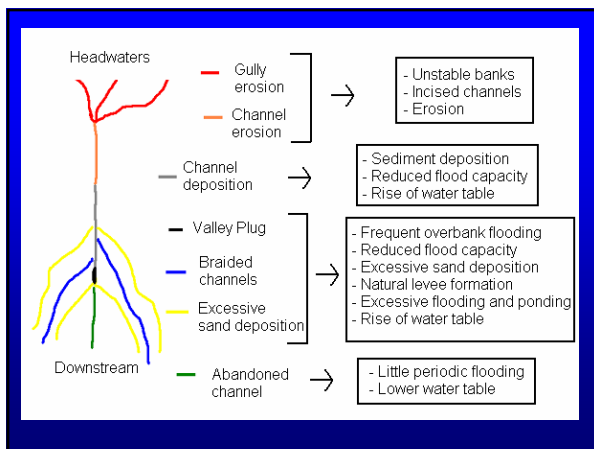 Headwaters
Gully
erosion
Channel
erosion
- Unstable banks
- Incised channels
- Erosion
Channel
deposition
- Sediment deposition
- Reduced flood capacity
- Rise of water table
Valley Plug
Braided
channels
Excessive
sand deposition
- Frequent overbank flooding
- Reduced flood capacity
- Excessive sand deposition
- Natural levee formation
- Excessive flooding and ponding
- Rise of water table
Downstream
Abandoned
channel
- Little periodic flooding
- Lower water table